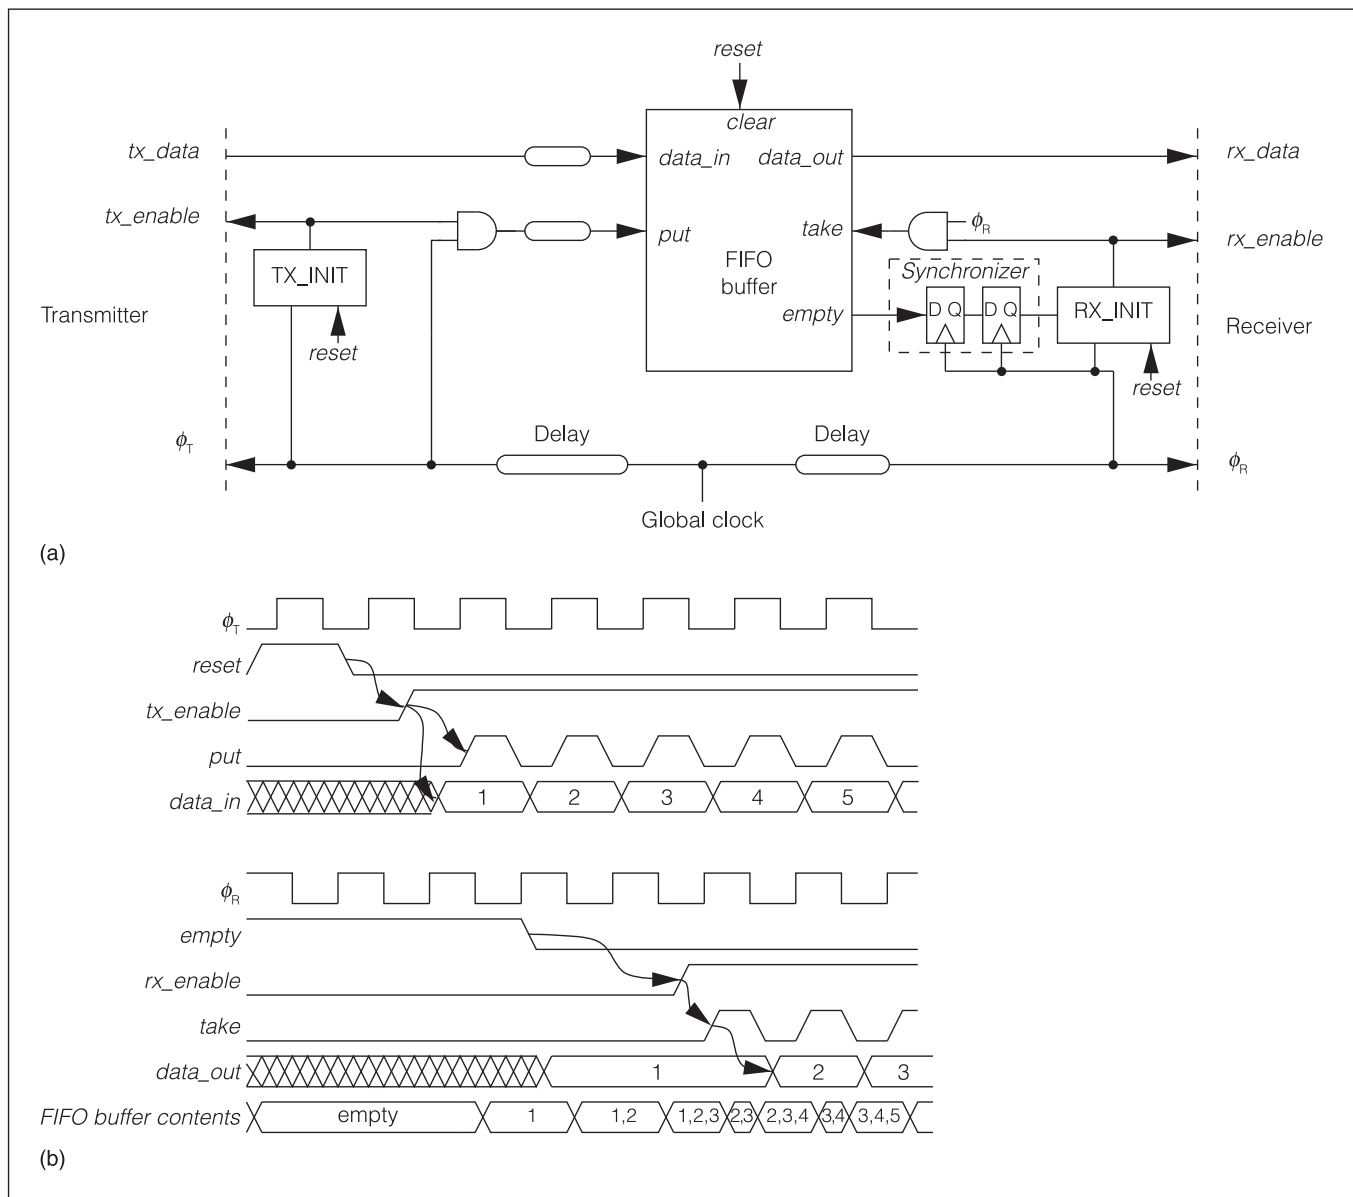 reset
clear
tx_data
data_in
data_out
rx_data
tx_enable
put
take
ϕR
rx_enable
TX_INIT
FIFO
buffer
Synchronizer
Transmitter
empty
D Q
D Q
RX_INIT
Receiver
reset
reset
ϕT
Delay
Delay
ϕR
Global clock
(a)
ϕT
reset
tx_enable
put
data_in
1
2
3
4
5
ϕR
empty
rx_enable
take
data_out
1
2
3
FIFO buffer contents
empty
1
1,2
1,2,3
2,3
2,3,4
3,4
3,4,5
(b)